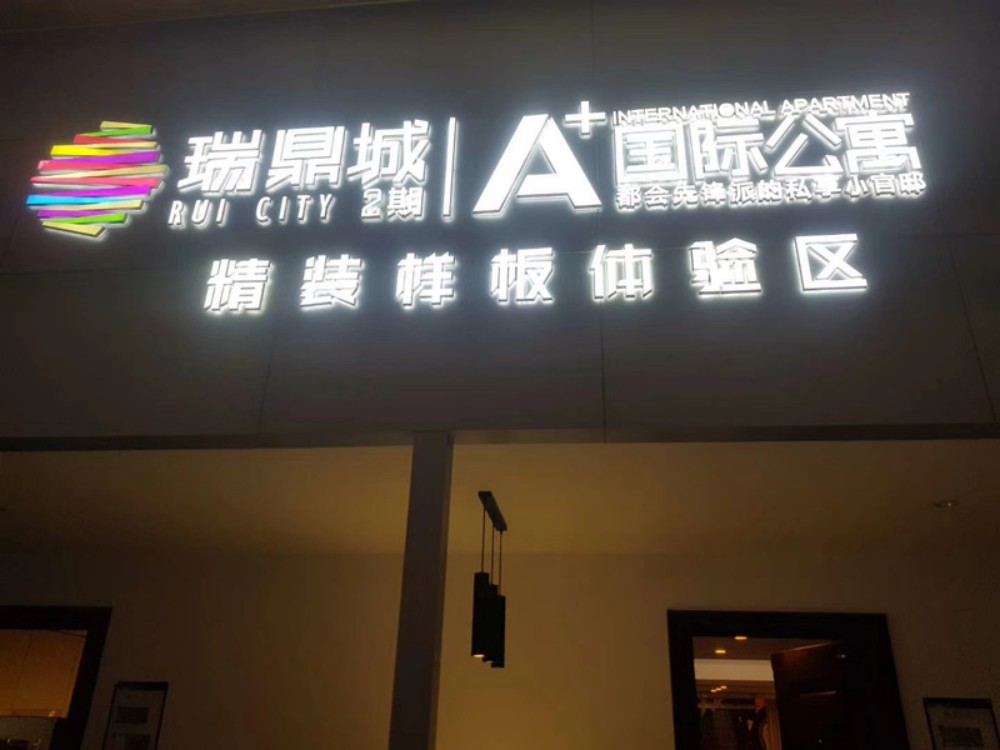 瑞鼎城
RUI CITY 2期
A+
INTERNATIONAL APARTMENT
国际公寓
都会先锋派的私享小官邸
精装样板体验区